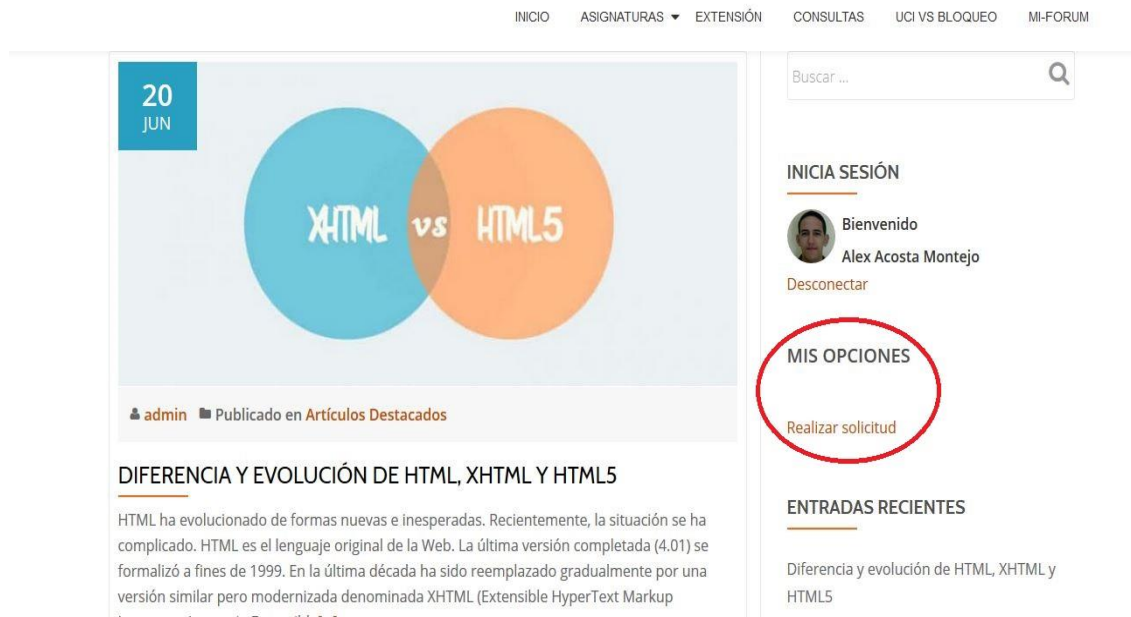 INICIO ASIGNATURAS EXTENSIÓN CONSULTAS UCI VS BLOQUEO MI-FORUM
20
JUN
XHTML vs HTML5
admin Publicado en Artículos Destacados
DIFERENCIA Y EVOLUCIÓN DE HTML, XHTML Y HTML5
HTML ha evolucionado de formas nuevas e inesperadas. Recientemente, la situación se ha
complicado. HTML es el lenguaje original de la Web. La última versión completada (4.01) se
formalizó a fines de 1999. En la última década ha sido reemplazado gradualmente por una
versión similar pero modernizada denominada XHTML (Extensible HyperText Markup
Buscar ...
INICIA SESIÓN
Bienvenido
Alex Acosta Montejo
Desconectar
MIS OPCIONES
Realizar solicitud
ENTRADAS RECIENTES
Diferencia y evolución de HTML, XHTML y
HTML5